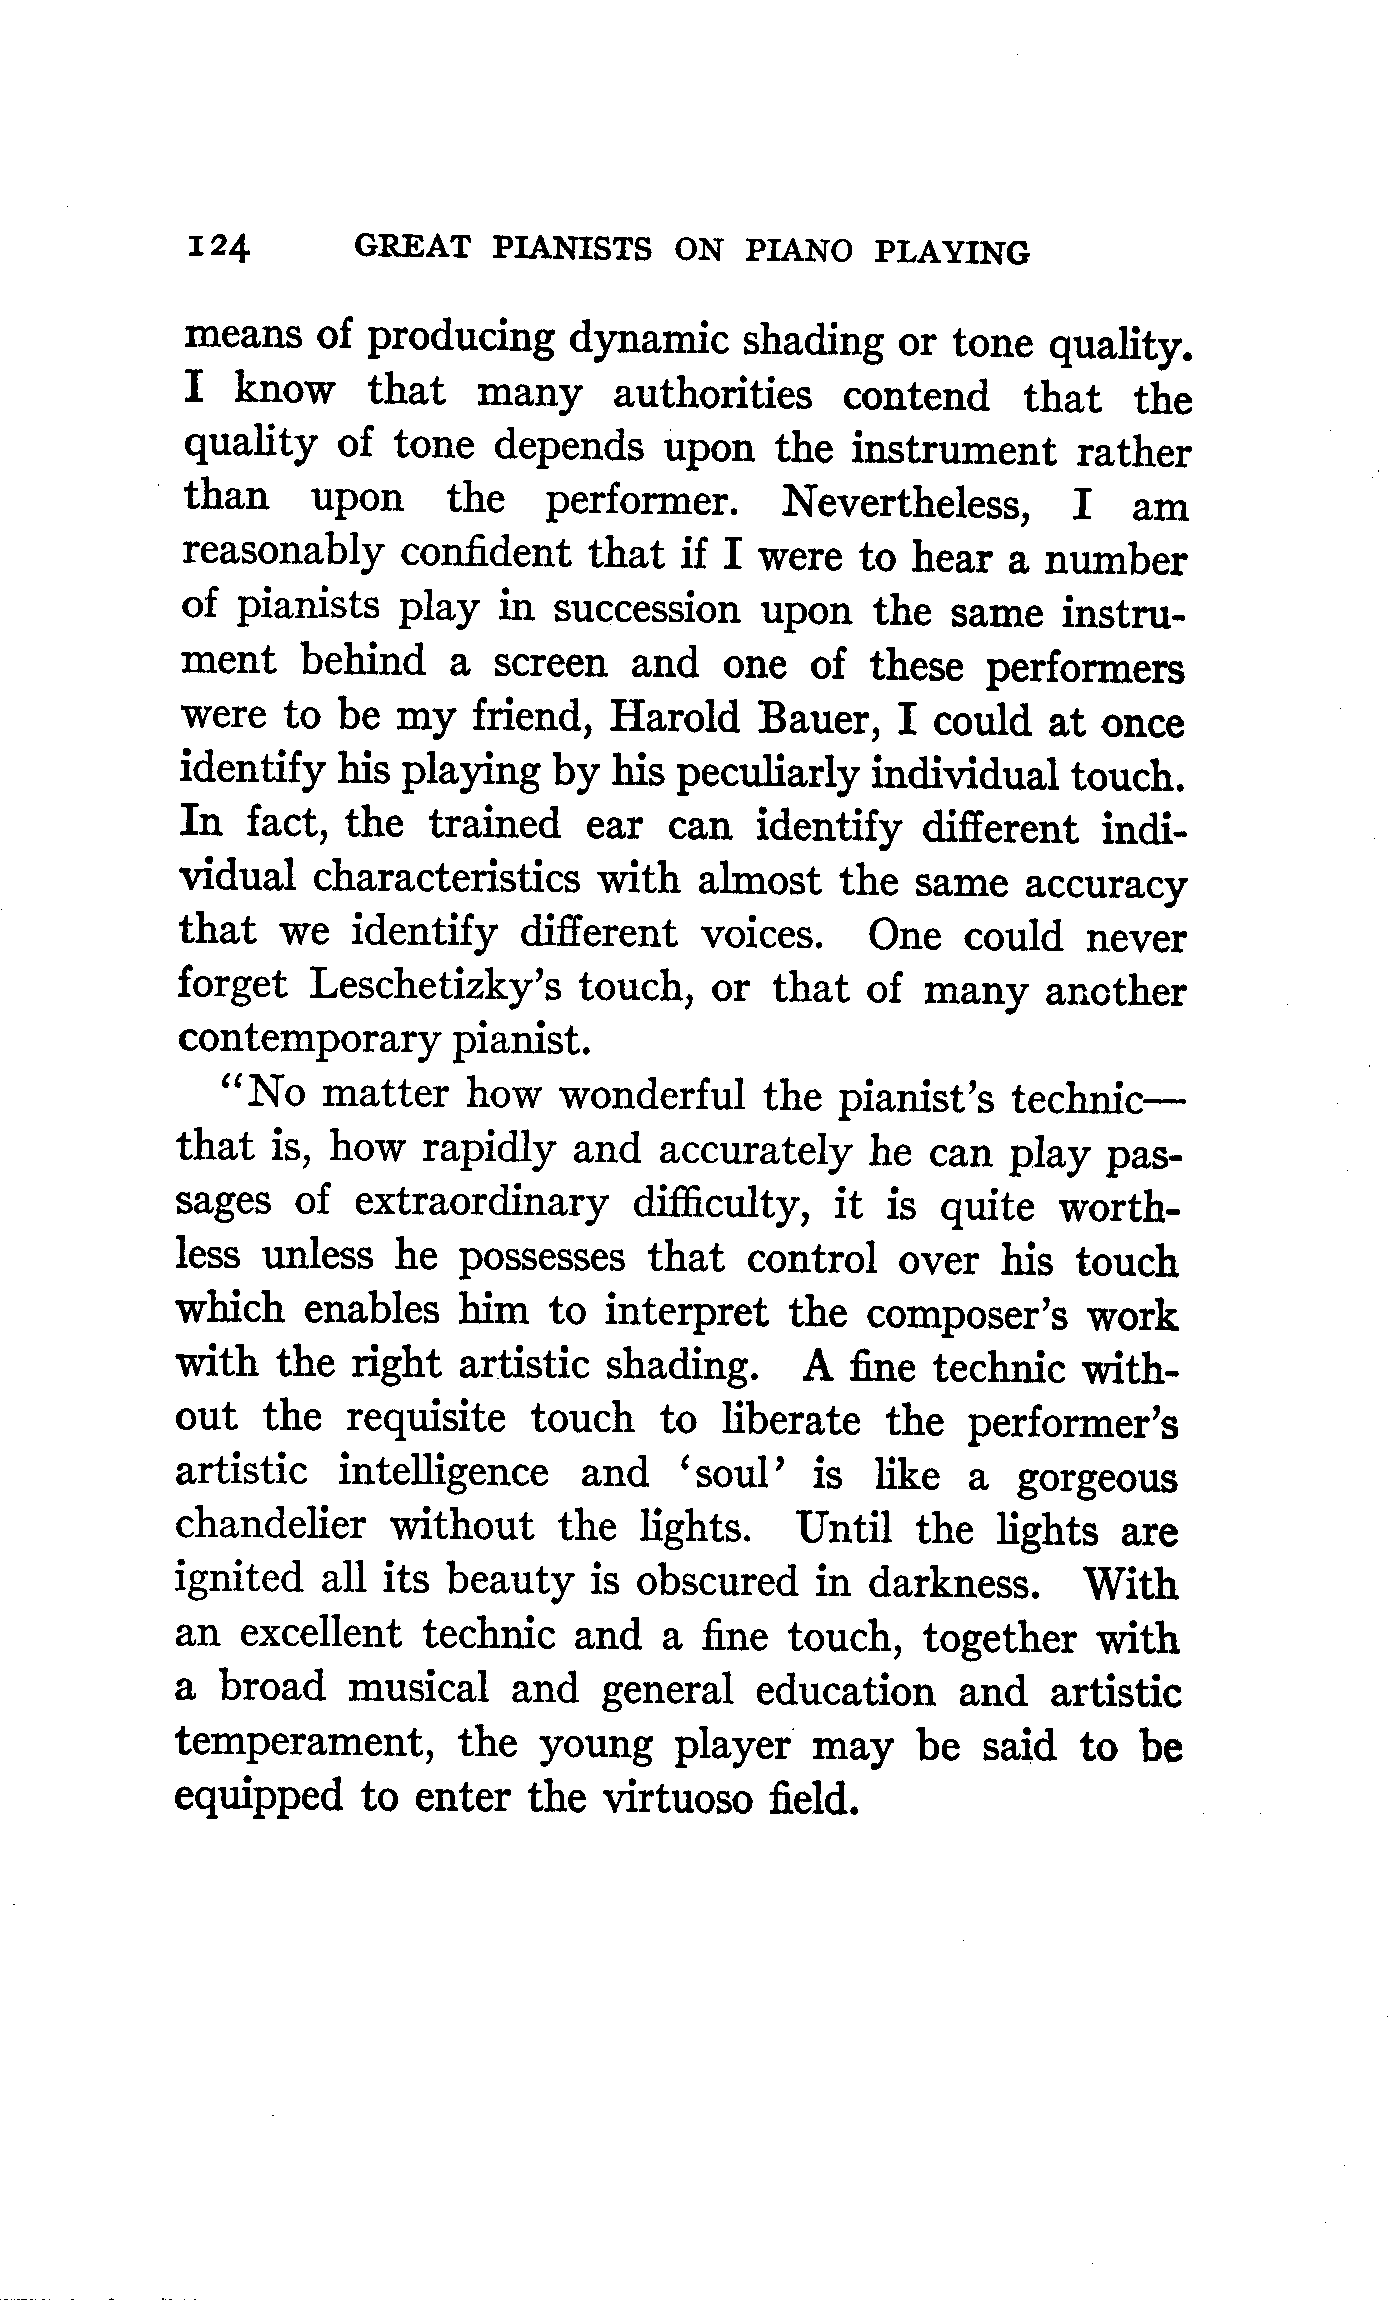 124 GREAT PIANISTS ON PIANO PLAYING
means of producing dynamic shading or tone quality.
I know that many authorities contend that the
quality of tone depends upon the instrument rather
than upon the performer. Nevertheless, I am
reasonably confident that if I were to hear a number
of pianists play in succession upon the same instru-
ment behind a screen and one of these performers
were to be my friend, Harold Bauer, I could at once
identify his playing by his peculiarly individual touch.
In fact, the trained ear can identify different indi-
vidual characteristics with almost the same accuracy
that we identify different voices. One could never
forget Leschetizky's touch, or that of many another
contemporary pianist.
"No matter how wonderful the pianist's technic—
that is, how rapidly and accurately he can play pas-
sages of extraordinary difficulty, it is quite worth-
less unless he possesses that control over his touch
which enables him to interpret the composer's work
with the right artistic shading. A fine technic with-
out the requisite touch to liberate the performer's
artistic intelligence and 'soul' is like a gorgeous
chandelier without the lights. Until the lights are
ignited all its beauty is obscured in darkness. With
an excellent technic and a fine touch, together with
a broad musical and general education and artistic
temperament, the young player may be said to be
equipped to enter the virtuoso field.